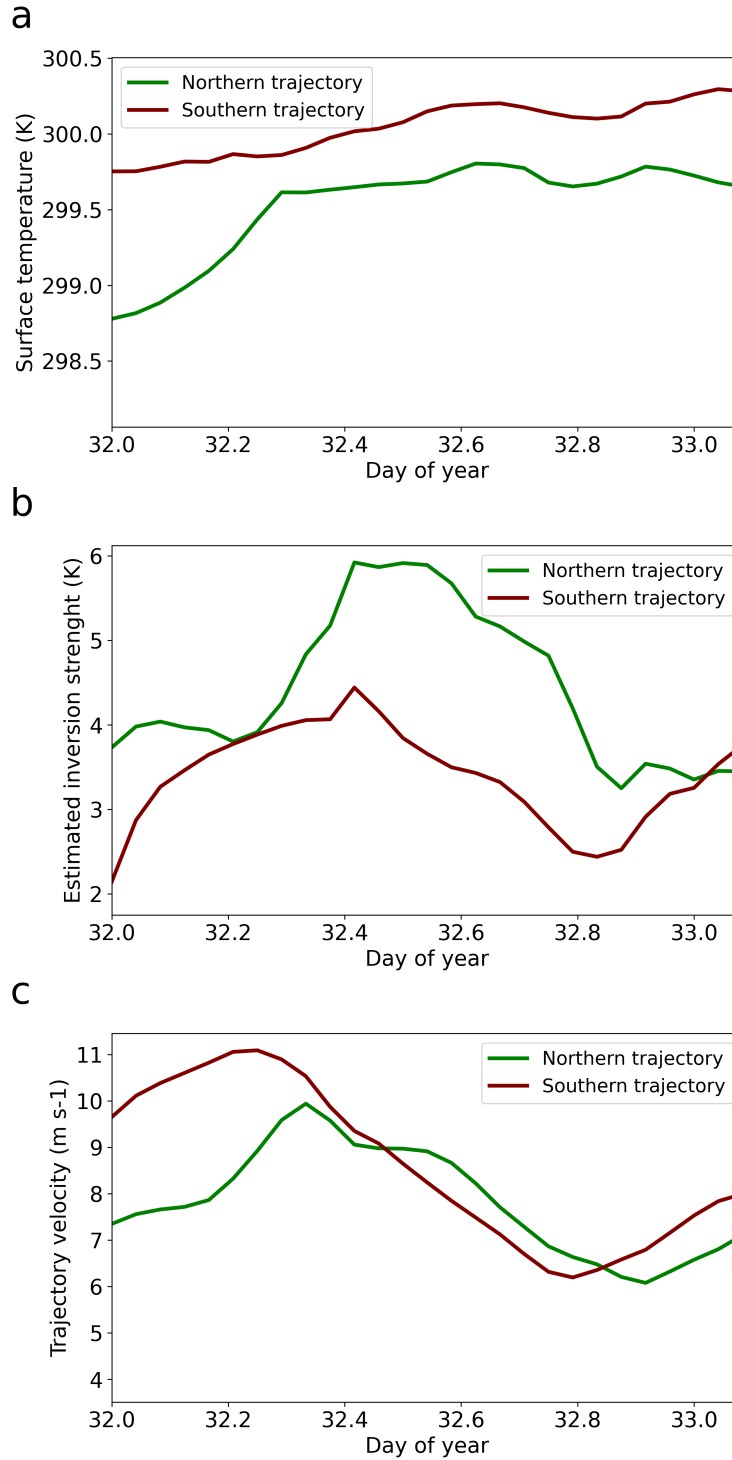 a
300.5
300.0
299.5
299.0
298.5
Surface temperature (K)
Northern trajectory
Southern trajectory
32.0 32.2 32.4 32.6 32.8 33.0
Day of year
b
6
5
4
3
2
Estimated inversion strenght (K)
Northern trajectory
Southern trajectory
32.0 32.2 32.4 32.6 32.8 33.0
Day of year
c
11
10
9
8
7
6
5
4
Trajectory velocity (m s-1)
Northern trajectory
Southern trajectory
32.0 32.2 32.4 32.6 32.8 33.0
Day of year